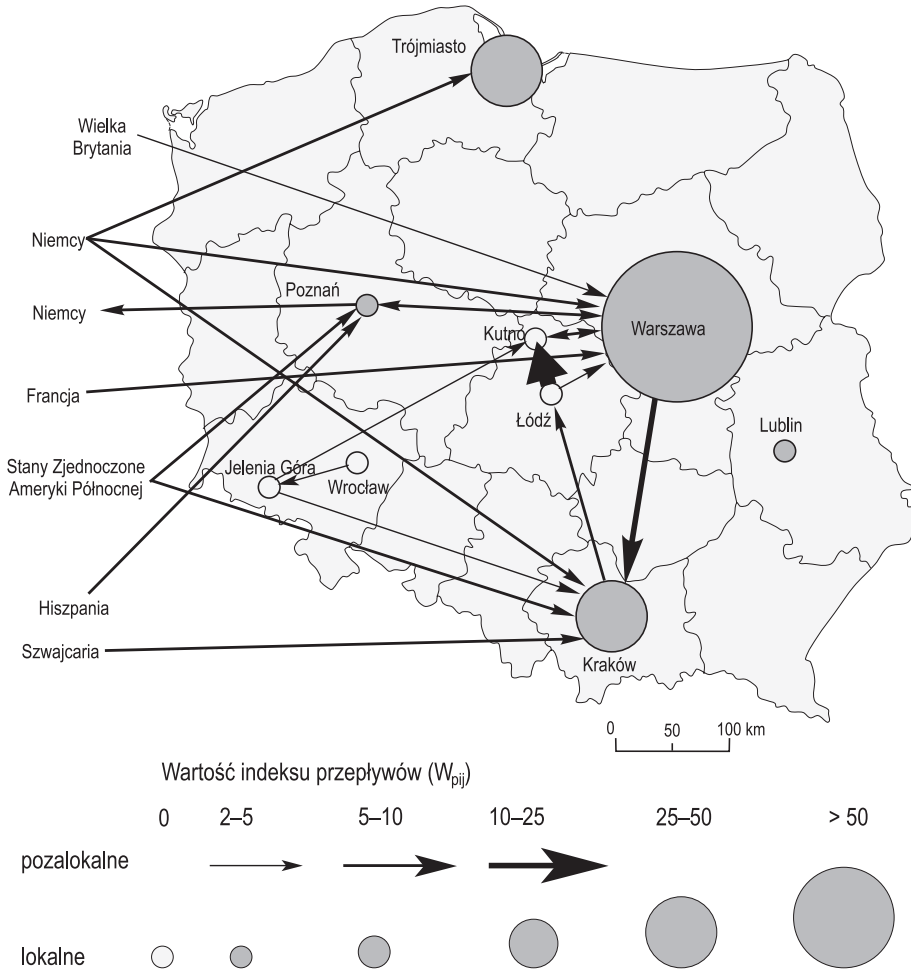 Trójmiasto
Wielka
Brytania
Niemcy
Poznań
Niemcy
Kutno
Warszawa
Francja
Łódź
Lublin
Stany Zjednoczone
Ameryki Północnej
Jelenia Góra
Wrocław
Hiszpania
Szwajcaria
Kraków
0 50 100 km
Wartość indeksu przepływów (Wpij)
0 2–5 5–10 10–25 25–50 > 50
pozalokalne
lokalne